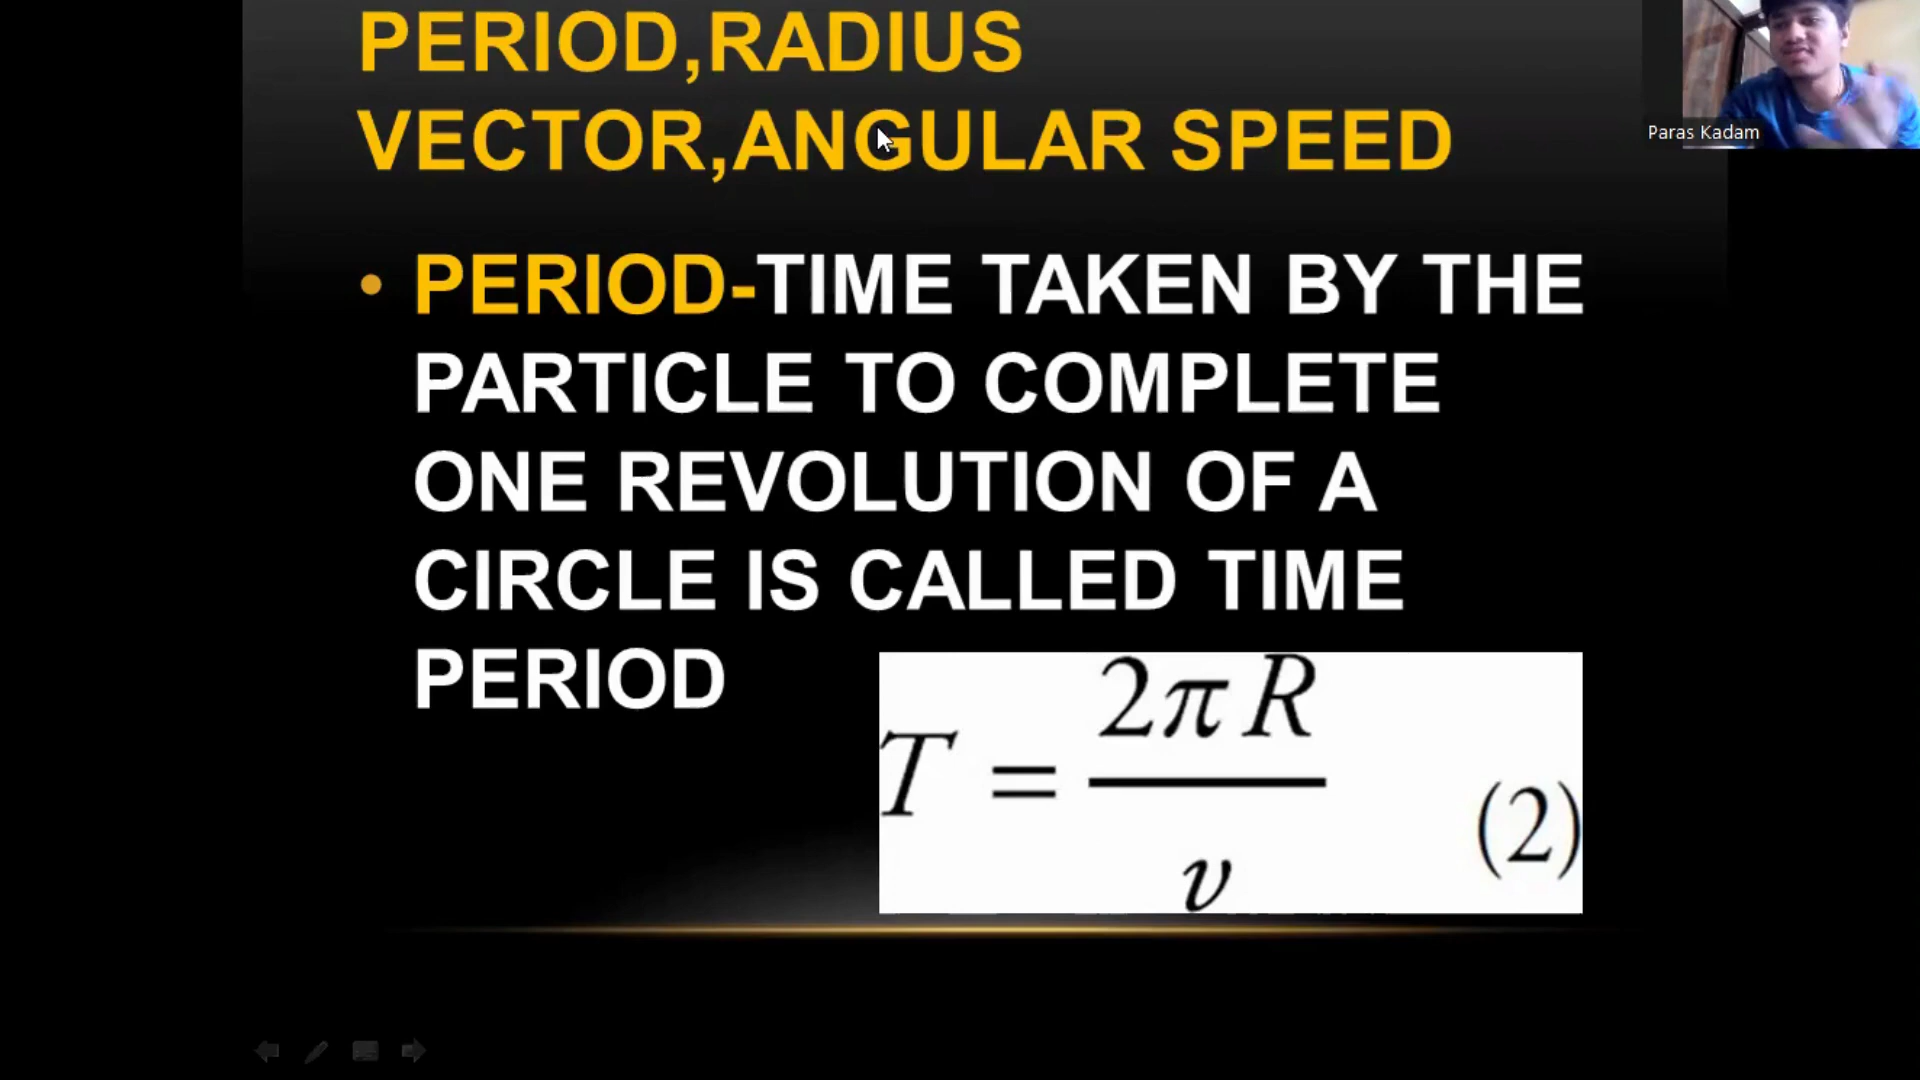 PERIOD,RADIUS
VECTOR,ANGULAR SPEED
Paras Kadam
• PERIOD-TIME TAKEN BY THE
PARTICLE TO COMPLETE
ONE REVOLUTION OF A
CIRCLE IS CALLED TIME
PERIOD
T = 2πR / v (2)